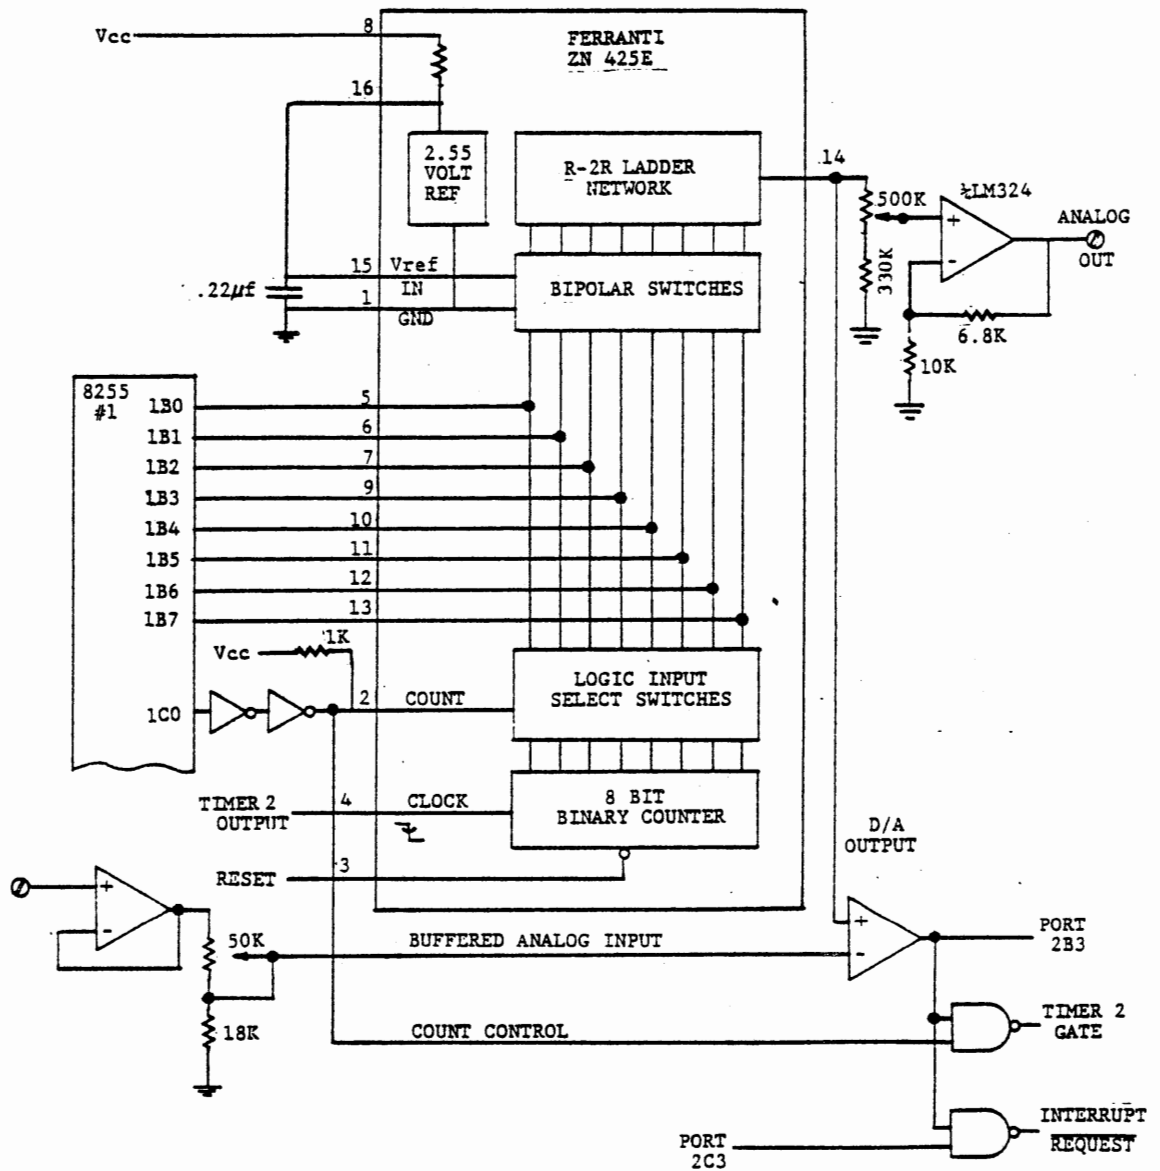 FERRANTI
ZN 425E
Vcc
8
16
2.55
VOLT
REF
R-2R LADDER
NETWORK
14
500K
330K
½LM324
+
-
ANALOG
OUT
6.8K
10K
15
Vref
IN
1
GND
.22µf
BIPOLAR SWITCHES
8255
#1
1B0
5
1B1
6
1B2
7
1B3
9
1B4
10
1B5
11
1B6
12
1B7
13
Vcc
1K
1C0
2
COUNT
LOGIC INPUT
SELECT SWITCHES
TIMER 2
OUTPUT
4
CLOCK
8 BIT
BINARY COUNTER
RESET
3
D/A
OUTPUT
+
-
50K
BUFFERED ANALOG INPUT
+
-
PORT
2B3
18K
COUNT CONTROL
TIMER 2
GATE
PORT
2C3
INTERRUPT
REQUEST